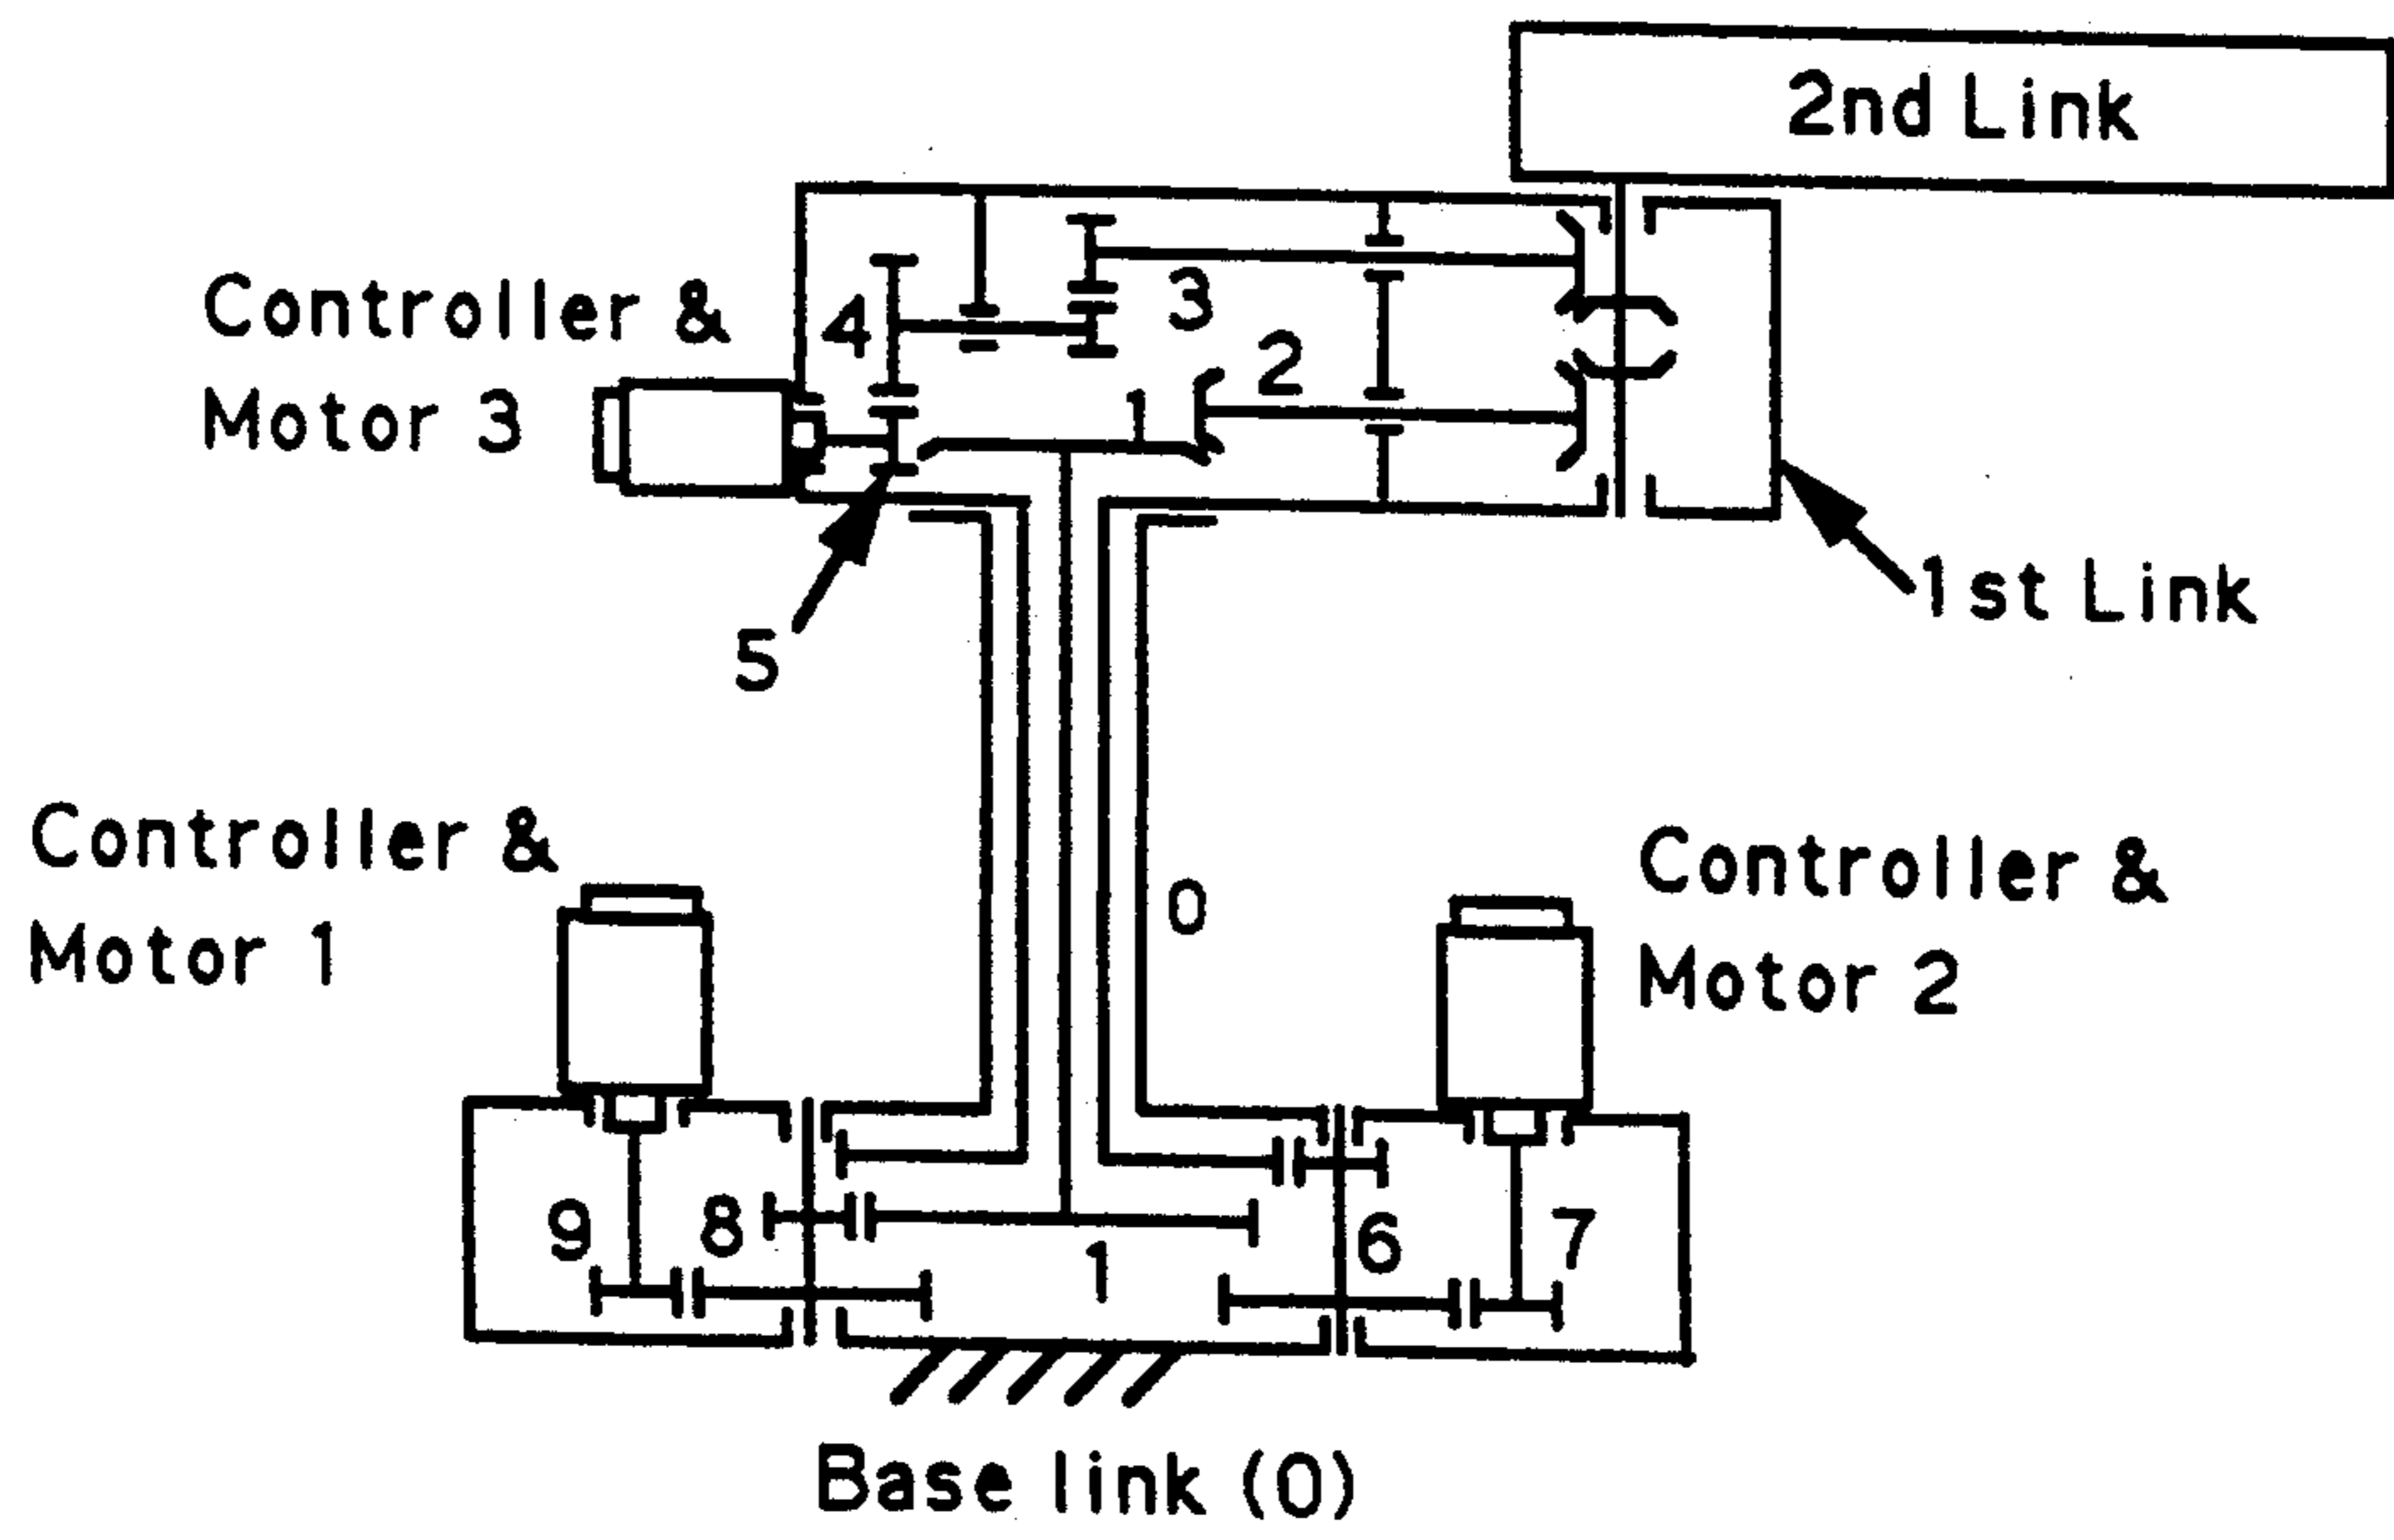 2nd Link
Controller &
Motor 3
4
3
2
1
5
1st Link
Controller &
Motor 1
0
Controller &
Motor 2
9
8
1
6
7
Base link (0)